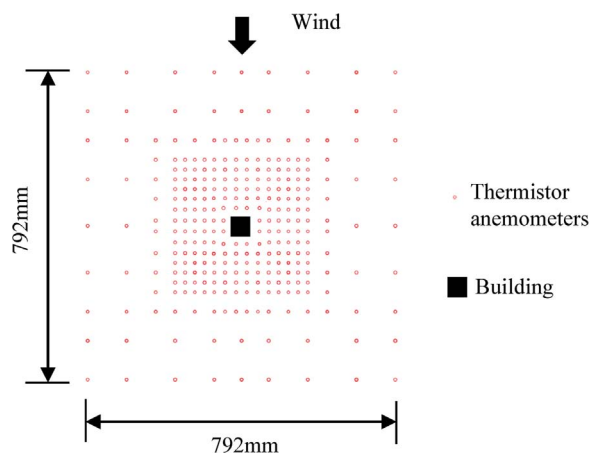 Wind
792mm
Thermistor
anemometers
Building
792mm